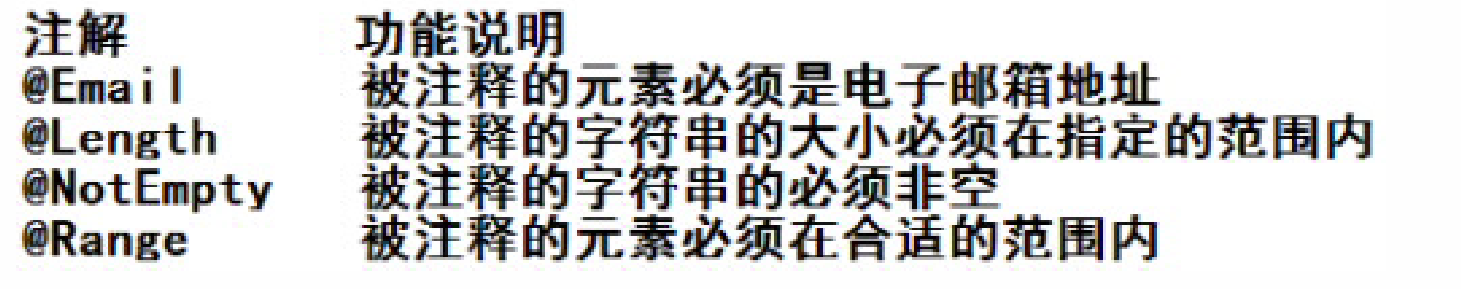 注解 功能说明
@Email 被注释的元素必须是电子邮箱地址
@Length 被注释的字符串的大小必须在指定的范围内
@NotEmpty 被注释的字符串的必须非空
@Range 被注释的元素必须在合适的范围内